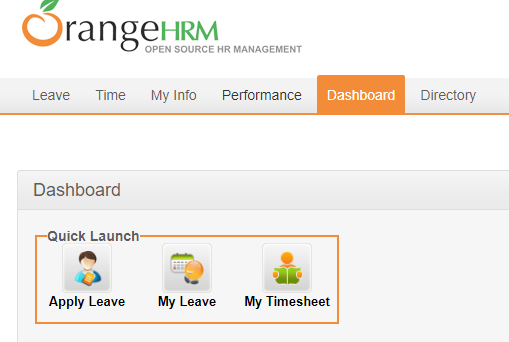 OrangeHRM
OPEN SOURCE HR MANAGEMENT
Leave Time My Info Performance Dashboard Directory
Dashboard
Quick Launch
Apply Leave My Leave My Timesheet